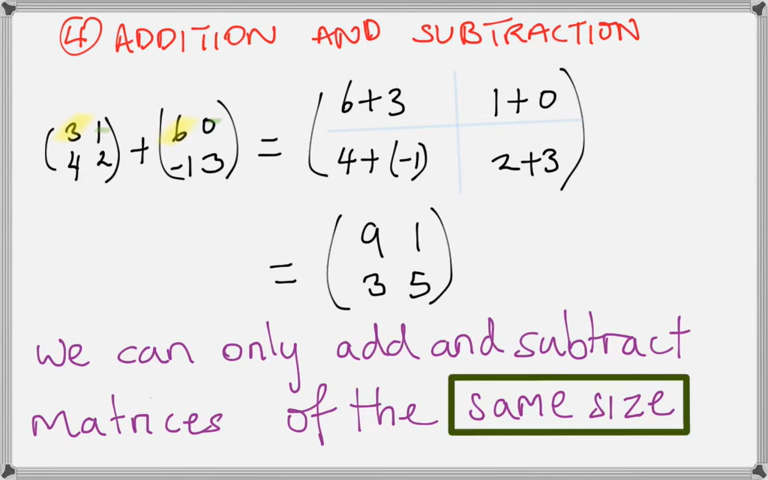 ④ ADDITION AND SUBTRACTION
(3 1) + (6 0) = (6+3 1+0)
(4 2) (-1 3) (4+(-1) 2+3)
= (9 1)
(3 5)
we can only add and subtract
matrices of the same size